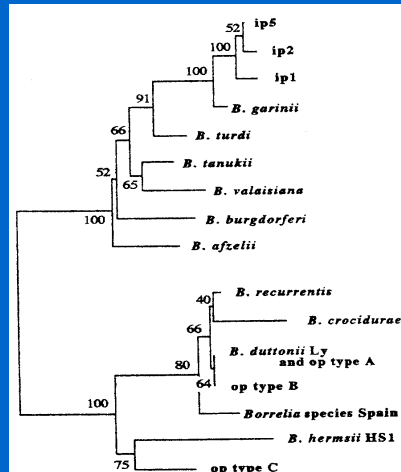 ip5
52
ip2
100
ip1
100
B. garinii
91
B. turdi
66
B. tanukii
65
B. valaisiana
52
B. burgdorferi
100
B. afzelii
B. recurrentis
40
B. crocidurae
66
B. duttonii Ly
and op type A
80
64
op type B
Borrelia species Spain
100
B. hermsii HS1
75
op type C